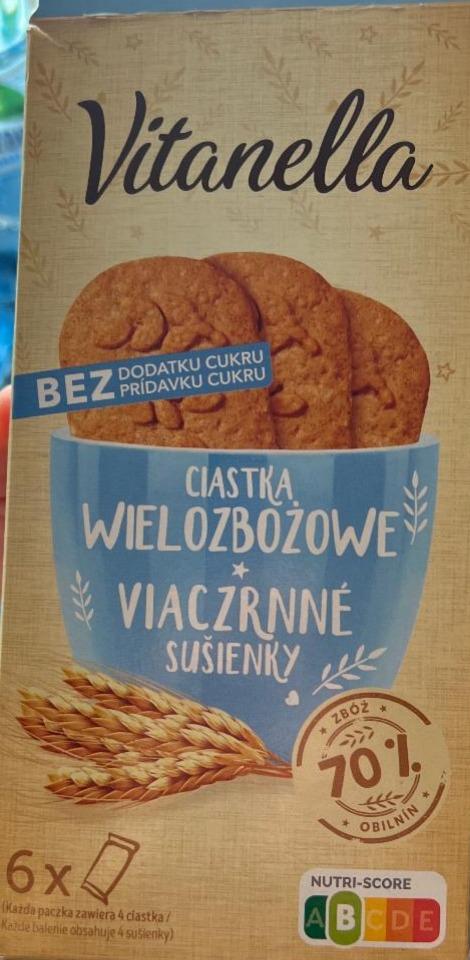 Vitanella
BEZ DODATKU CUKRU
PRÍDAVKU CUKRU
CIASTKA
WIELOZBOŻOWE
VIACZRNNÉ
SUŠIENKY
ZBÓŻ
70%
OBILNÍN
6x
(Każda paczka zawiera 4 ciastka /
Každe balenie obsahuje 4 sušienky)
NUTRI-SCORE
A B C D E